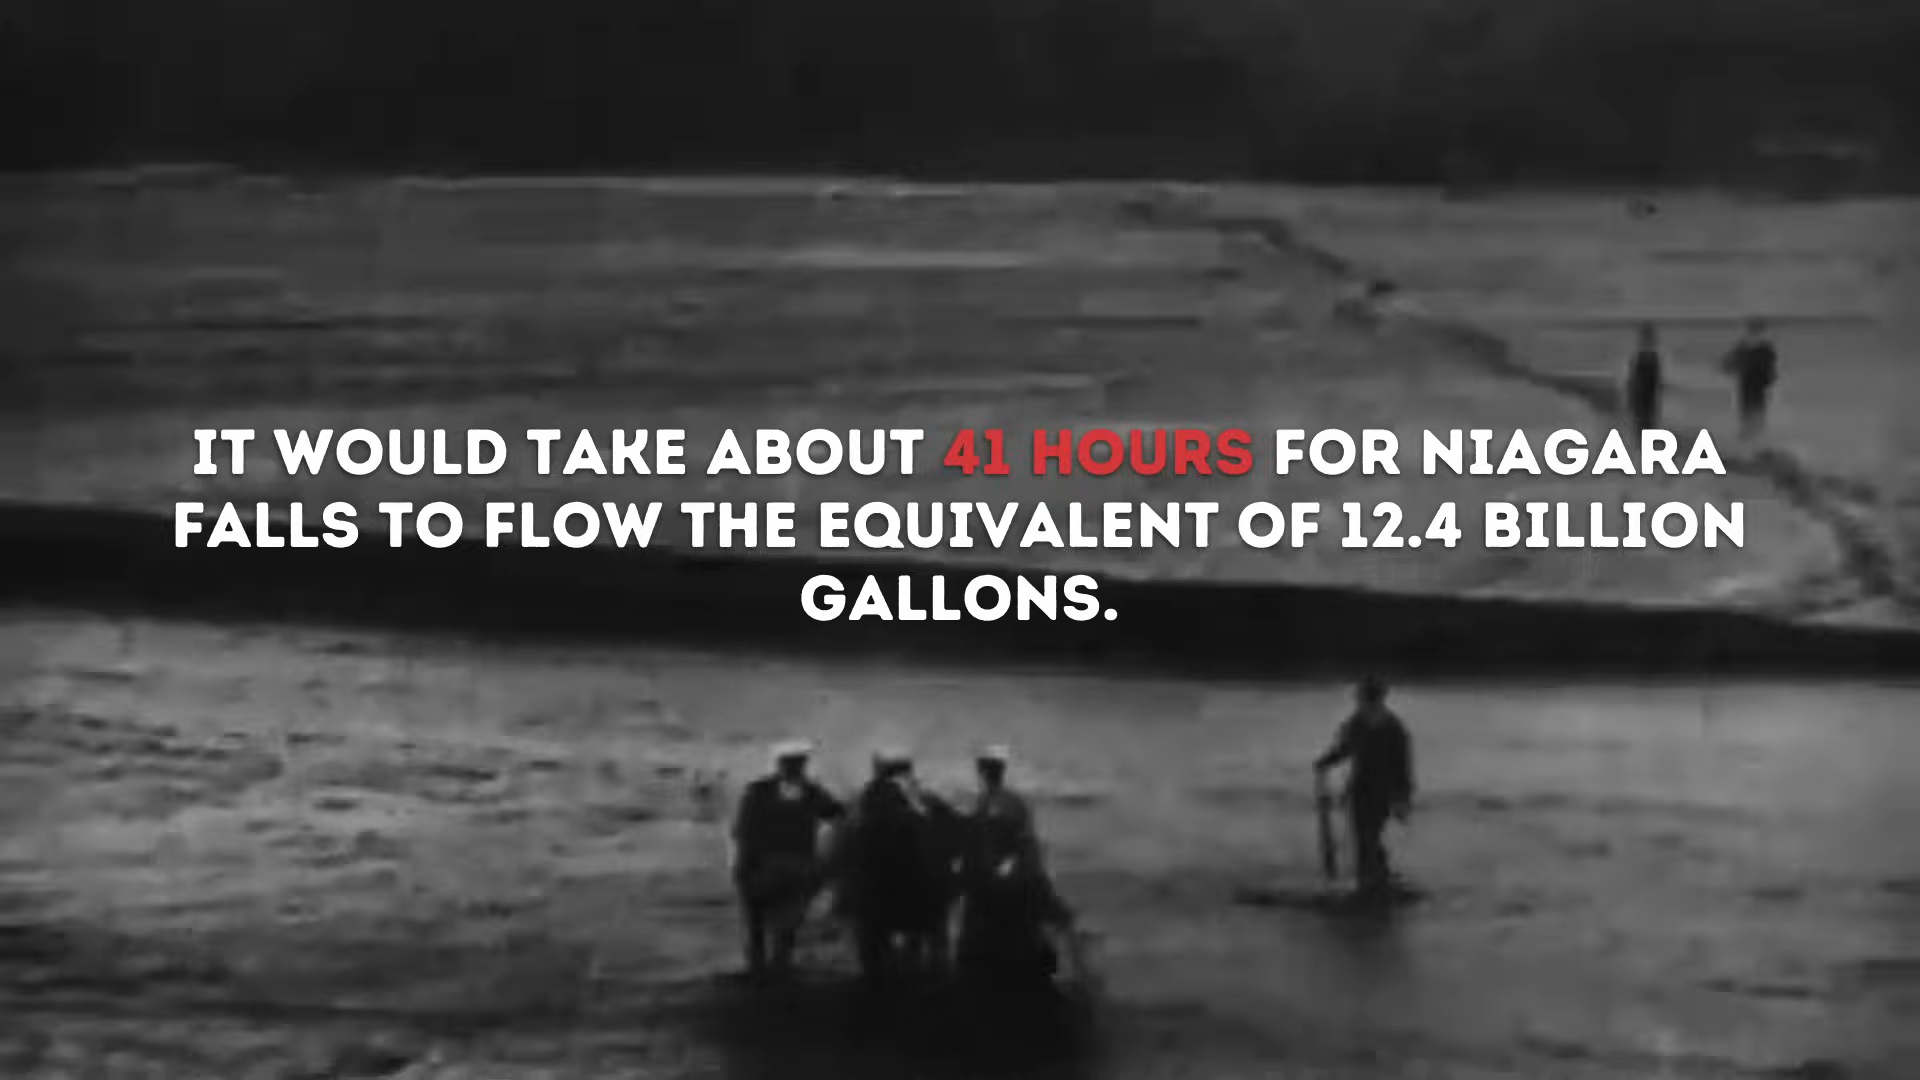 IT WOULD TAKE ABOUT 41 HOURS FOR NIAGARA
FALLS TO FLOW THE EQUIVALENT OF 12.4 BILLION
GALLONS.